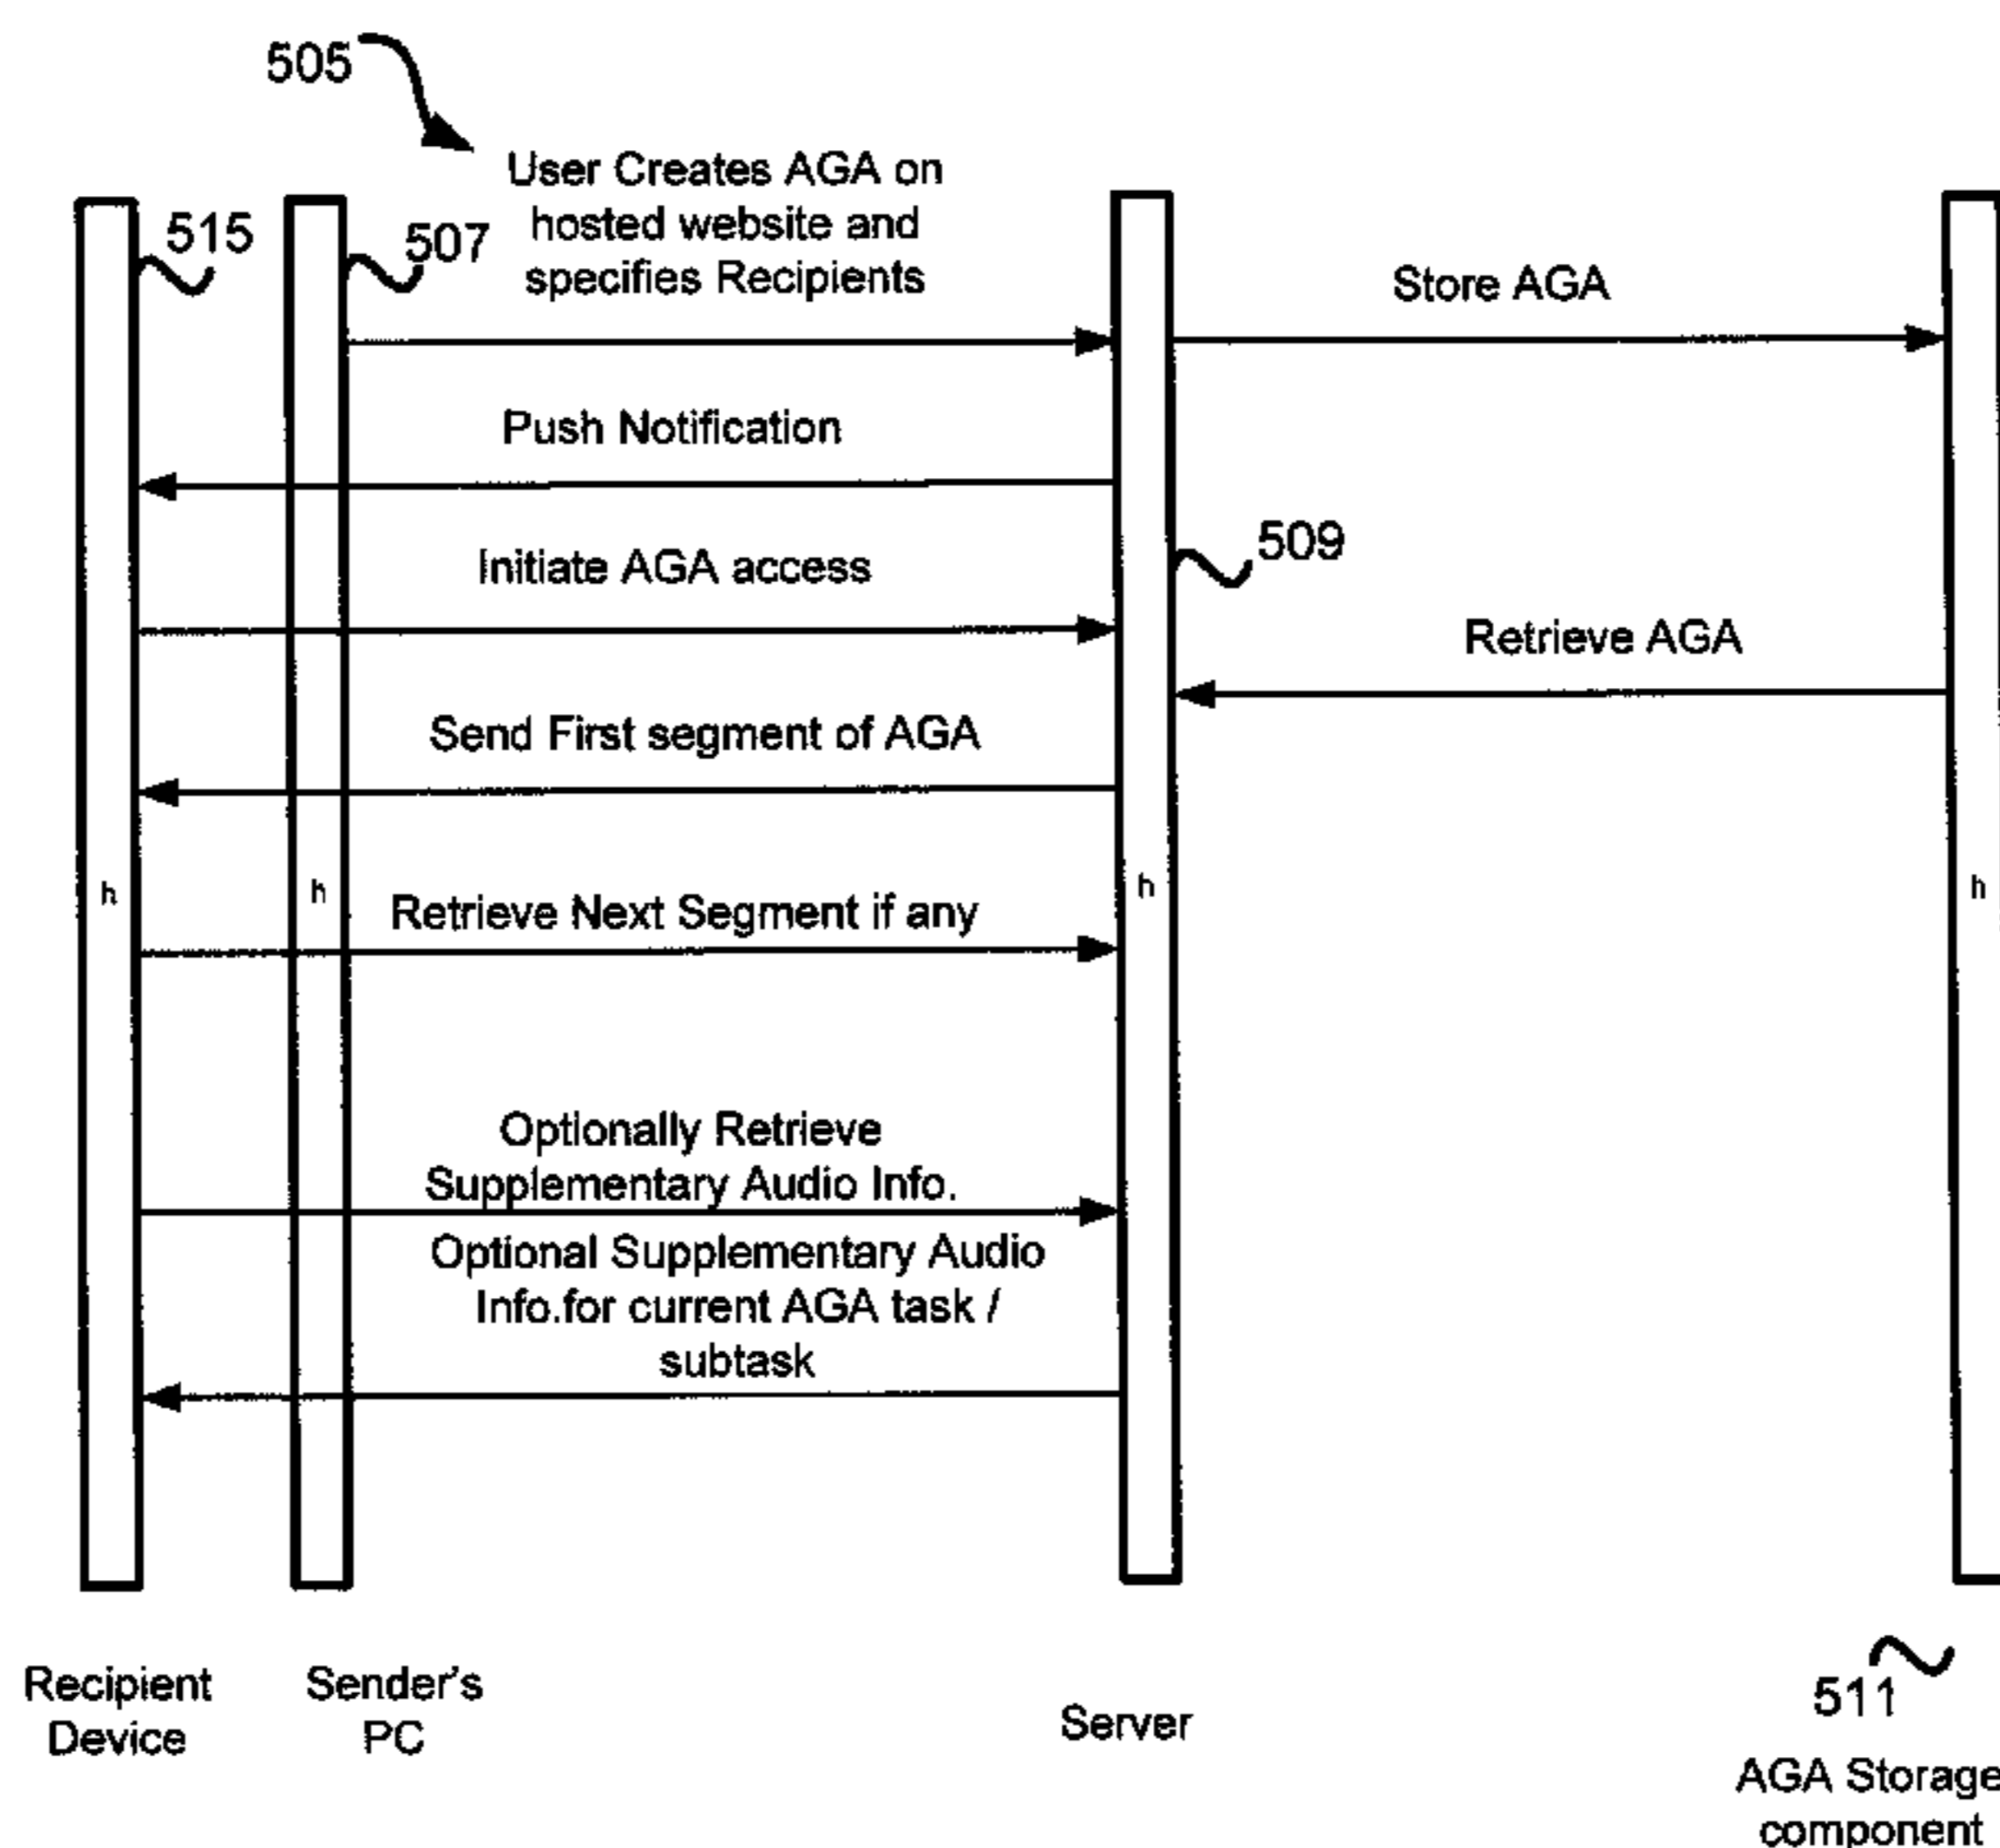 505
User Creates AGA on
hosted website and
specifies Recipients
515
507
Store AGA
Push Notification
509
Initiate AGA access
Retrieve AGA
Send First segment of AGA
h
h
h
h
Retrieve Next Segment if any
Optionally Retrieve
Supplementary Audio Info.
Optional Supplementary Audio
Info.for current AGA task /
subtask
Recipient
Device
Sender's
PC
Server
511
AGA Storage
component